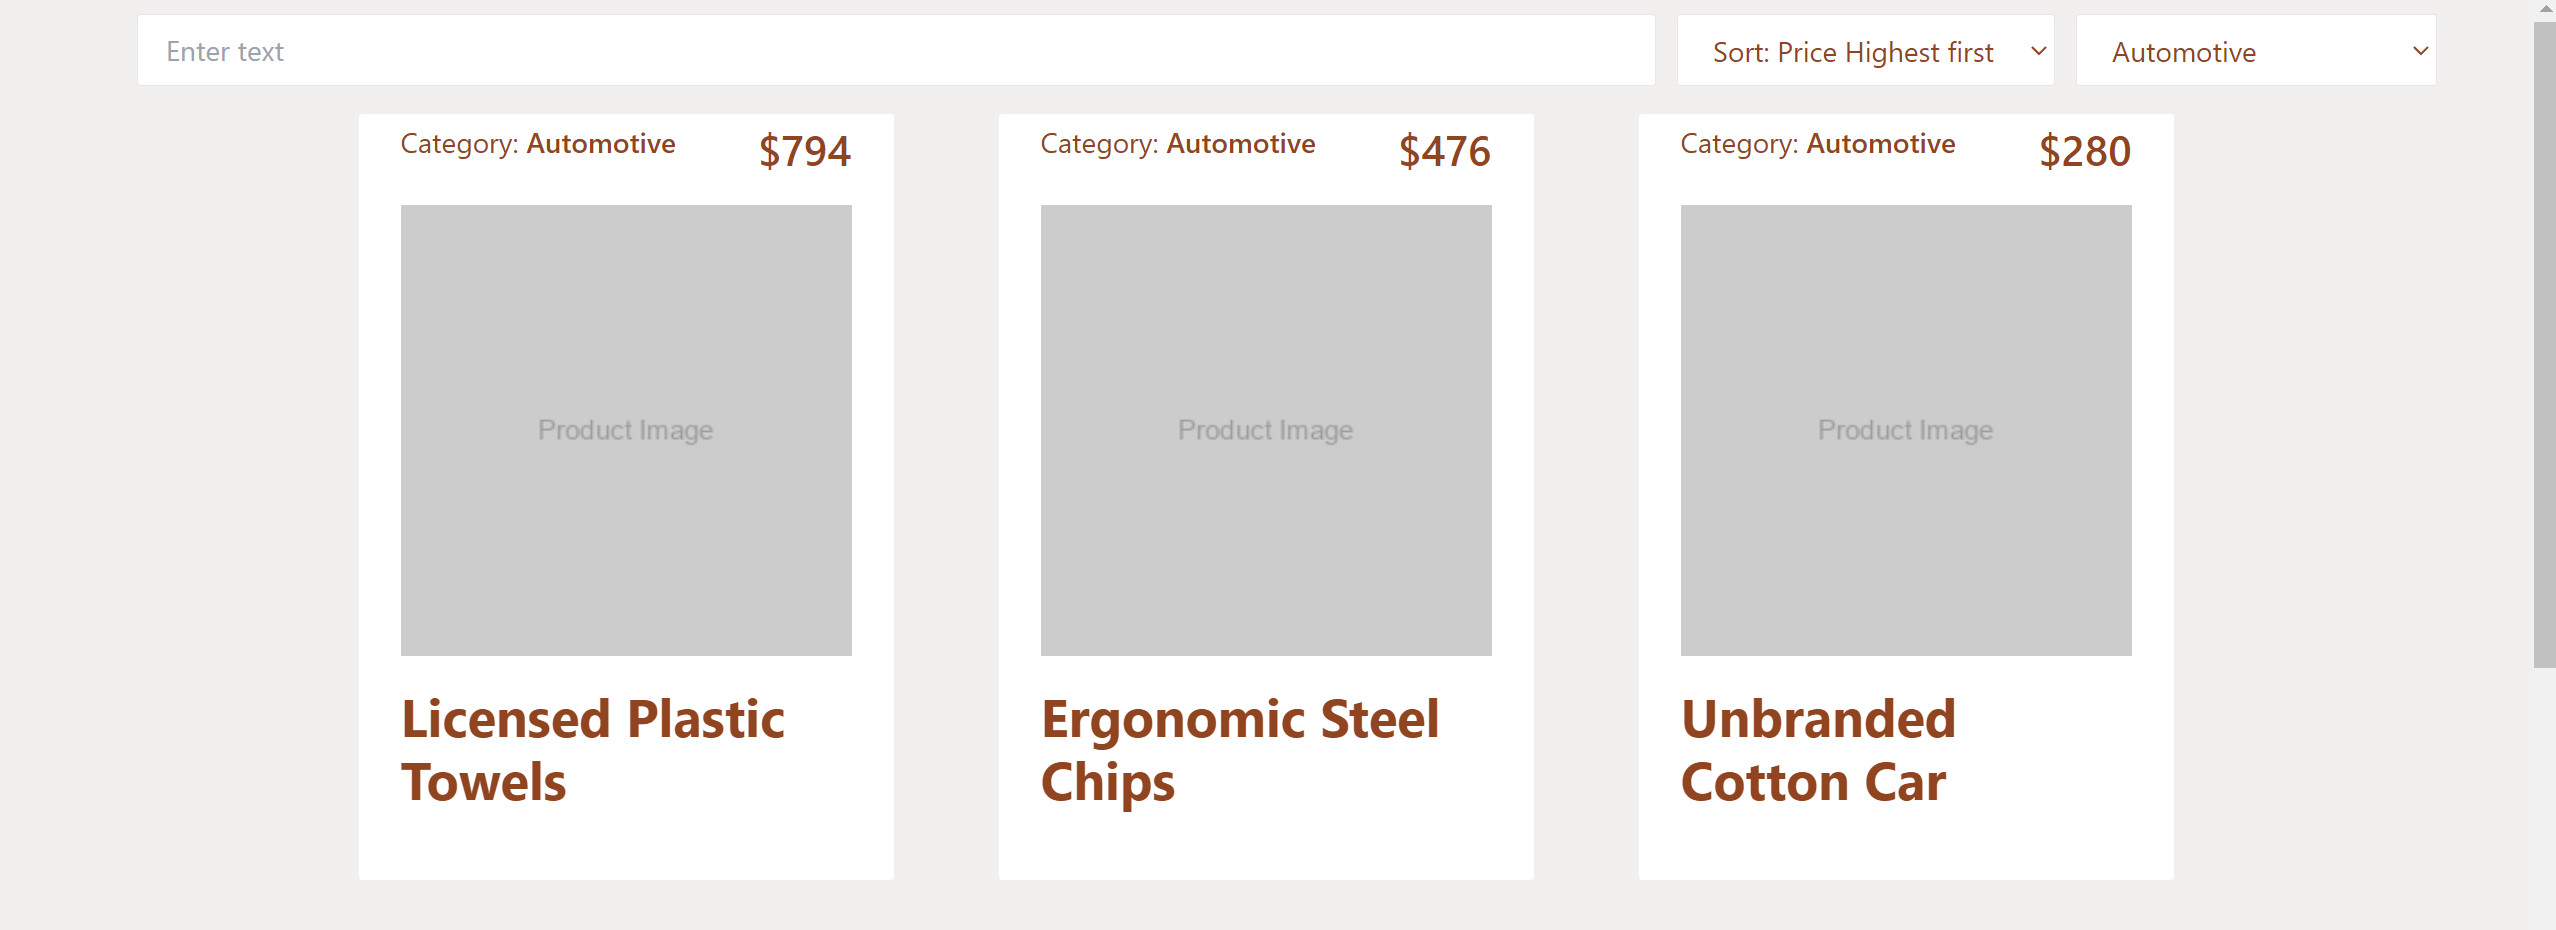 Enter text
Sort: Price Highest first
Automotive
Category: Automotive
$794
Product Image
Licensed Plastic
Towels
Category: Automotive
$476
Product Image
Ergonomic Steel
Chips
Category: Automotive
$280
Product Image
Unbranded
Cotton Car